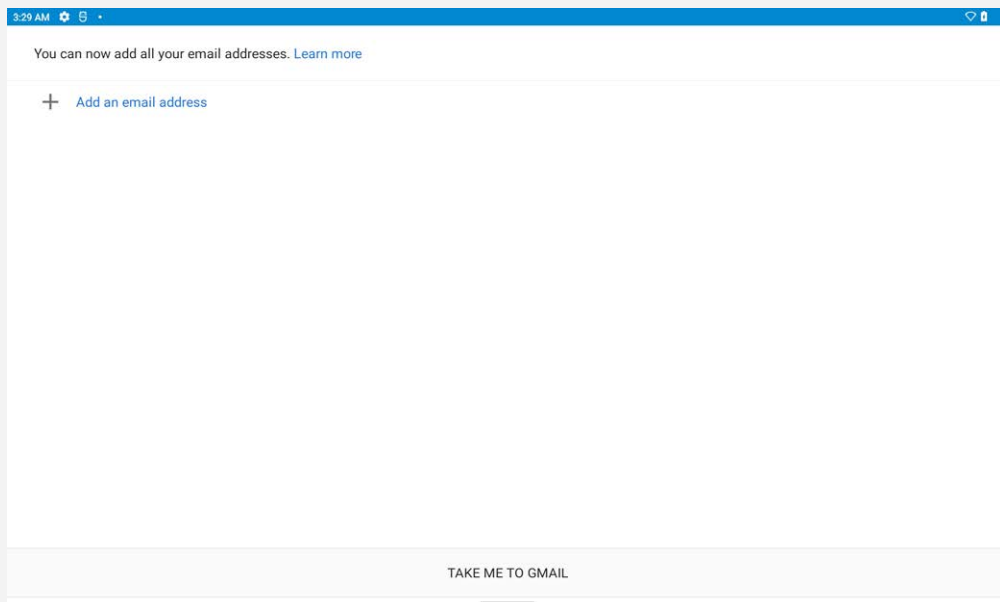 3:29 AM
You can now add all your email addresses. Learn more
Add an email address
TAKE ME TO GMAIL